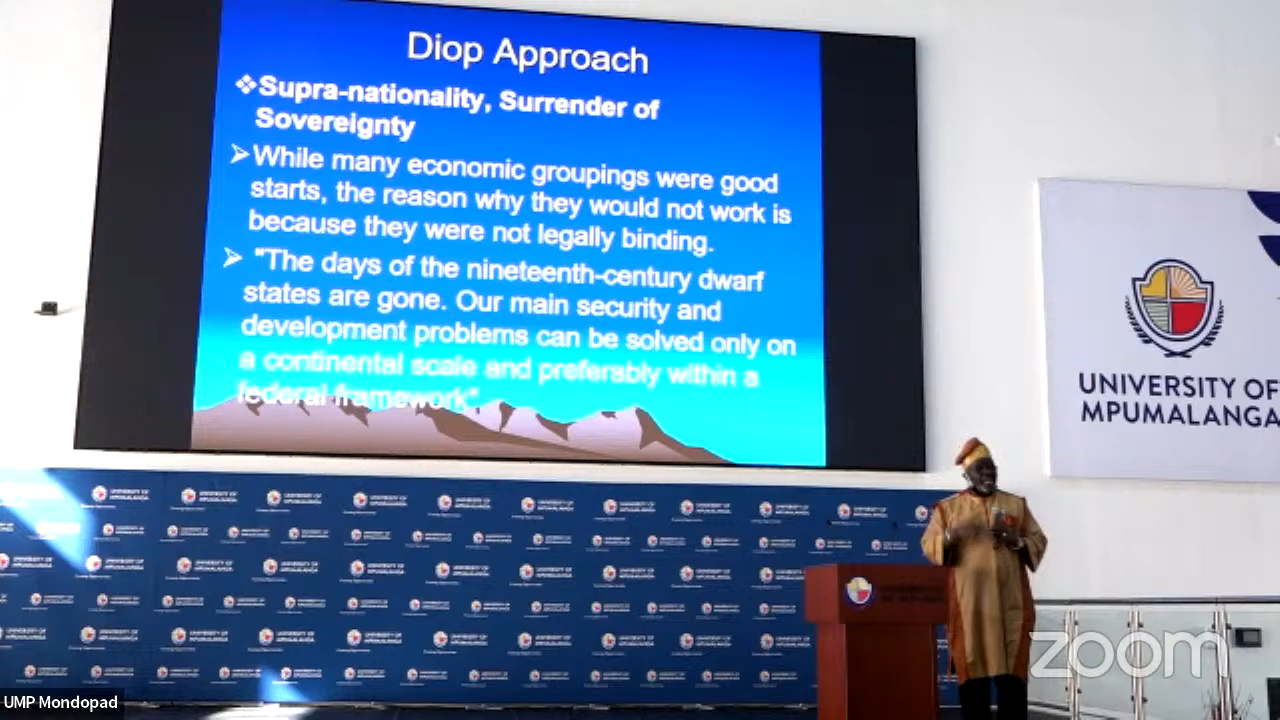 Diop Approach
❖Supra-nationality, Surrender of
Sovereignty
➢While many economic groupings were good
starts, the reason why they would not work is
because they were not legally binding.
➢ "The days of the nineteenth-century dwarf
states are gone. Our main security and
development problems can be solved only on
a continental scale and preferably within a
federal framework"
UNIVERSITY OF
MPUMALANGA
zoom
UMP Mondopad